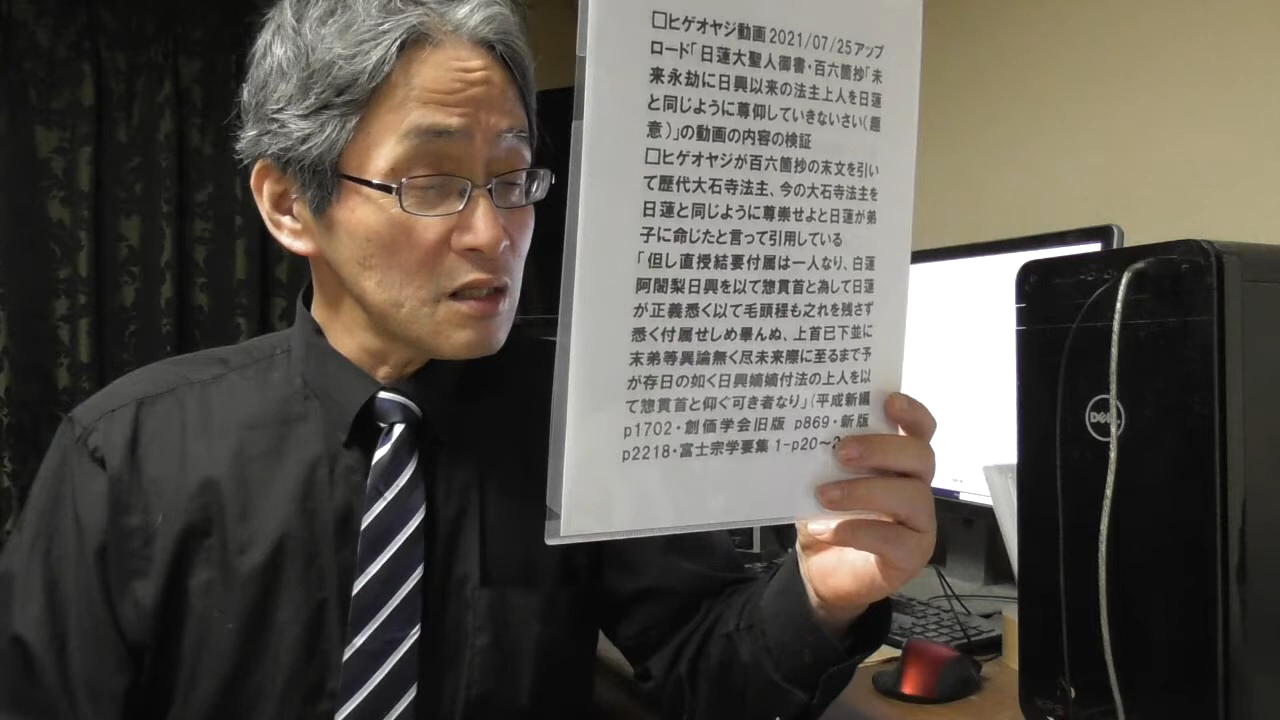 □ヒゲオヤジ動画2021/07/25アップ
ロード「日蓮大聖人御書・百六箇抄「未
来永劫に日興以来の法主上人を日蓮
と同じように尊仰していきないさい(趣
意)」の動画の内容の検証
□ヒゲオヤジが百六箇抄の末文を引い
て歴代大石寺法主、今の大石寺法主を
日蓮と同じように尊崇せよと日蓮が弟
子に命じたと言って引用している
「但し直授結要付属は一人なり、白蓮
阿闍梨日興を以て惣貫首と為して日蓮
が正義悉く以て毛頭程も之れを残さず
悉く付属せしめ畢んぬ、上首已下並に
末弟等異論無く尽未来際に至るまで予
が存日の如く日興嫡嫡付法の上人を以
て惣貫首と仰ぐ可き者なり」(平成新編
p1702・創価学会旧版 p869・新版
p2218・富士宗学要集 1-p20～
DELL